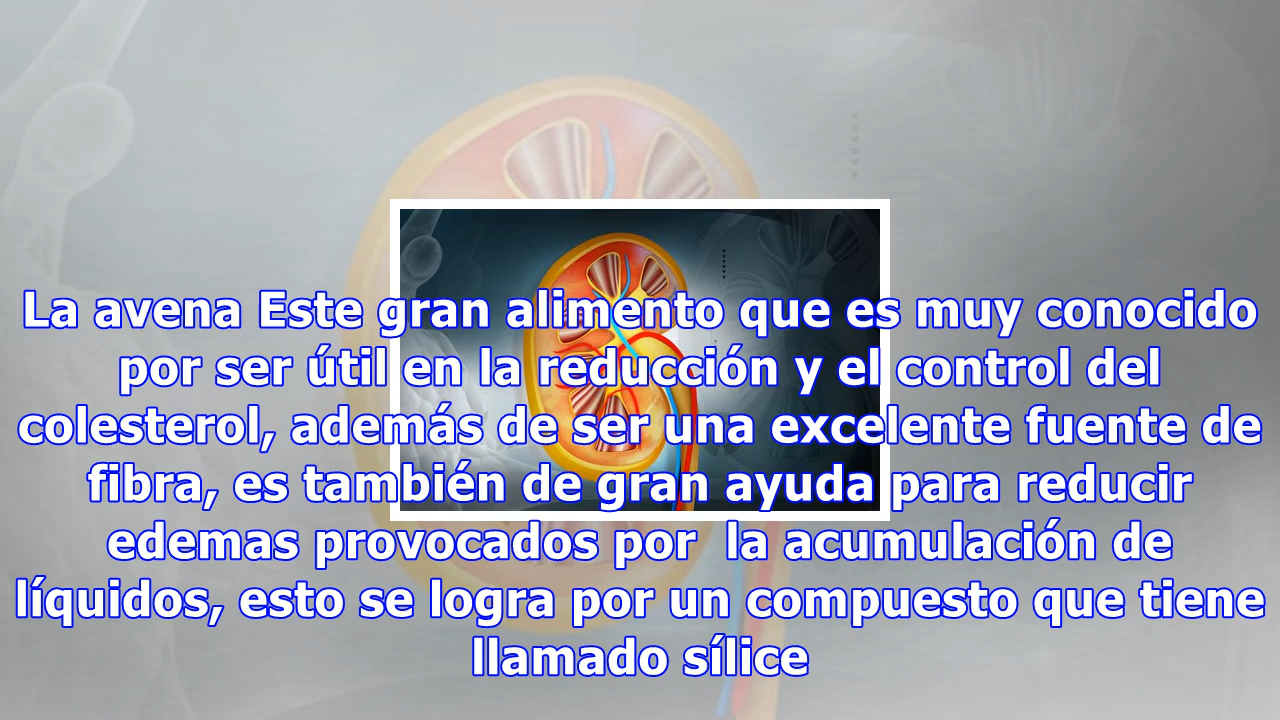 La avena Este gran alimento que es muy conocido
por ser útil en la reducción y el control del
colesterol, además de ser una excelente fuente de
fibra, es también de gran ayuda para reducir
edemas provocados por  la acumulación de
líquidos, esto se logra por un compuesto que tiene
llamado sílice